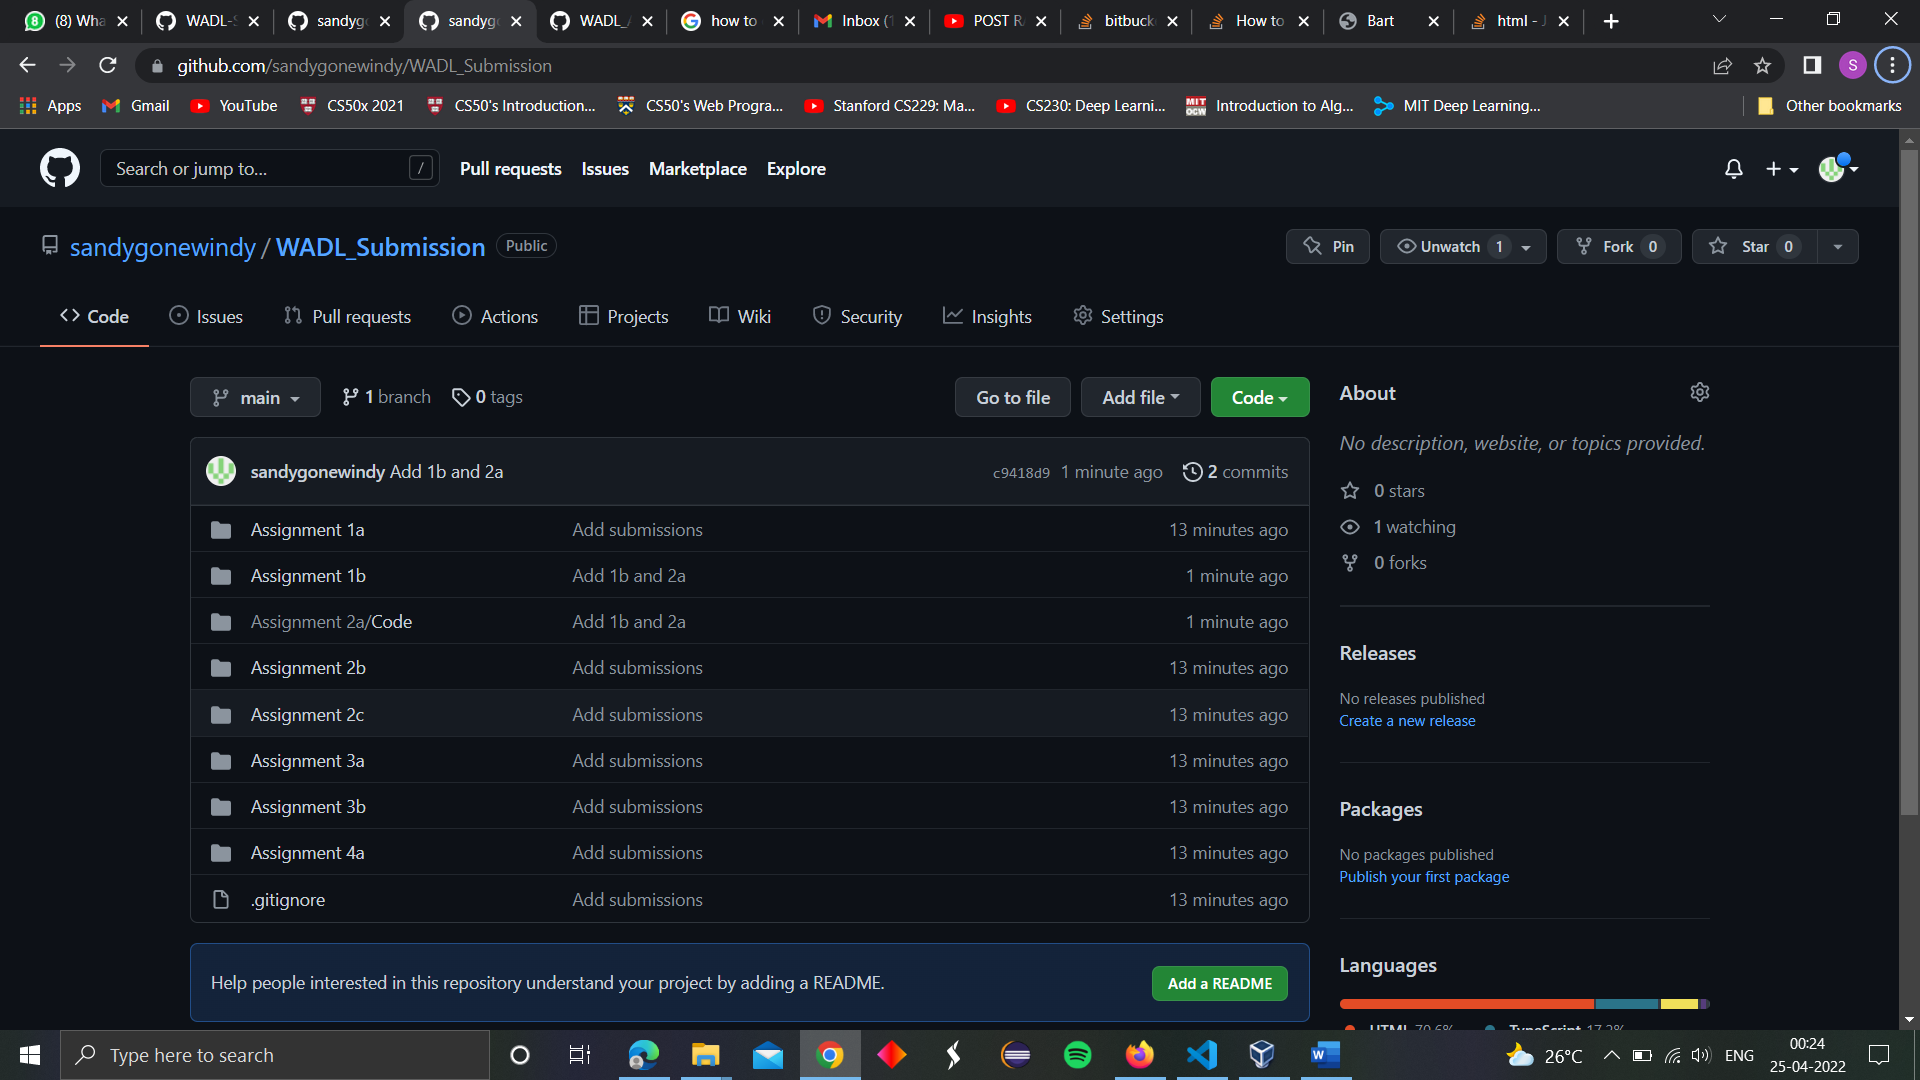 (8) Wha
WADL-S
sandygo
sandygo
WADL_A
how to
Inbox (1
POST R
bitbuck
How to
Bart
html - J
github.com/sandygonewindy/WADL_Submission
S
Apps
Gmail
YouTube
CS50x 2021
CS50's Introduction...
CS50's Web Progra...
Stanford CS229: Ma...
CS230: Deep Learni...
Introduction to Alg...
MIT Deep Learning...
Other bookmarks
Search or jump to...
/
Pull requests
Issues
Marketplace
Explore
sandygonewindy / WADL_Submission
Public
Pin
Unwatch 1
Fork 0
Star 0
Code
Issues
Pull requests
Actions
Projects
Wiki
Security
Insights
Settings
main
1 branch
0 tags
Go to file
Add file
Code
sandygonewindy Add 1b and 2a
c9418d9 1 minute ago
2 commits
Assignment 1a Add submissions 13 minutes ago
Assignment 1b Add 1b and 2a 1 minute ago
Assignment 2a/Code Add 1b and 2a 1 minute ago
Assignment 2b Add submissions 13 minutes ago
Assignment 2c Add submissions 13 minutes ago
Assignment 3a Add submissions 13 minutes ago
Assignment 3b Add submissions 13 minutes ago
Assignment 4a Add submissions 13 minutes ago
.gitignore Add submissions 13 minutes ago
Help people interested in this repository understand your project by adding a README.
Add a README
About
No description, website, or topics provided.
0 stars
1 watching
0 forks
Releases
No releases published
Create a new release
Packages
No packages published
Publish your first package
Languages
HTML 70.6%
TypeScript 17.2%
Type here to search
26°C
ENG
00:24
25-04-2022